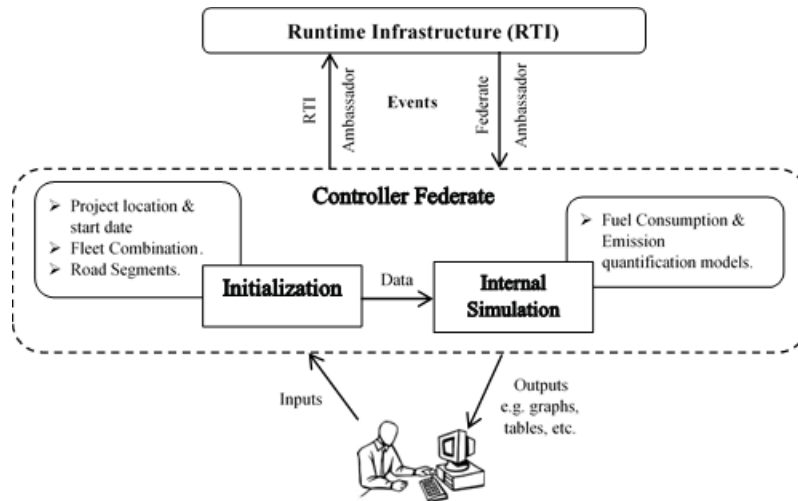 Runtime Infrastructure (RTI)
RTI
Ambassador
Events
Federate
Ambassador
Controller Federate
➢ Project location &
start date
➢ Fleet Combination.
➢ Road Segments.
➢ Fuel Consumption &
Emission
quantification models.
Initialization
Data
Internal
Simulation
Inputs
Outputs
e.g. graphs,
tables, etc.